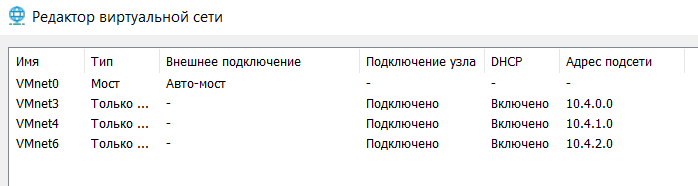 Редактор виртуальной сети
Имя Тип Внешнее подключение Подключение узла DHCP Адрес подсети
VMnet0 Мост Авто-мост - - -
VMnet3 Только ... - Подключено Включено 10.4.0.0
VMnet4 Только ... - Подключено Включено 10.4.1.0
VMnet6 Только ... - Подключено Включено 10.4.2.0